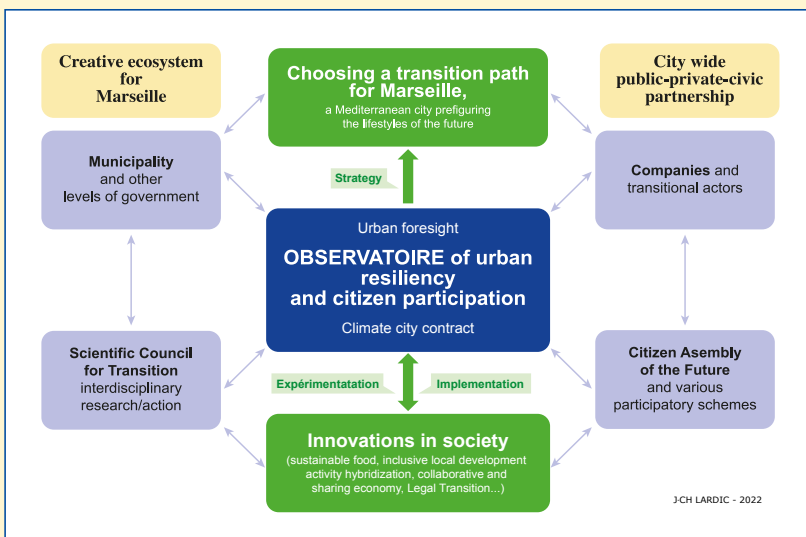 Creative ecosystem
for
Marseille
Choosing a transition path
for Marseille,
a Mediterranean city prefiguring
the lifestyles of the future
City wide
public-private-civic
partnership
Municipality
and other
levels of government
Strategy
Companies and
transitional actors
Urban foresight
OBSERVATOIRE of urban
resiliency
and citizen participation
Climate city contract
Scientific Council
for Transition
interdisciplinary
research/action
Expérimentatation
Implementation
Citizen Asembly
of the Future
and various
participatory schemes
Innovations in society
(sustainable food, inclusive local development
activity hybridization, collaborative and
sharing economy, Legal Transition...)
J-CH LARDIC - 2022